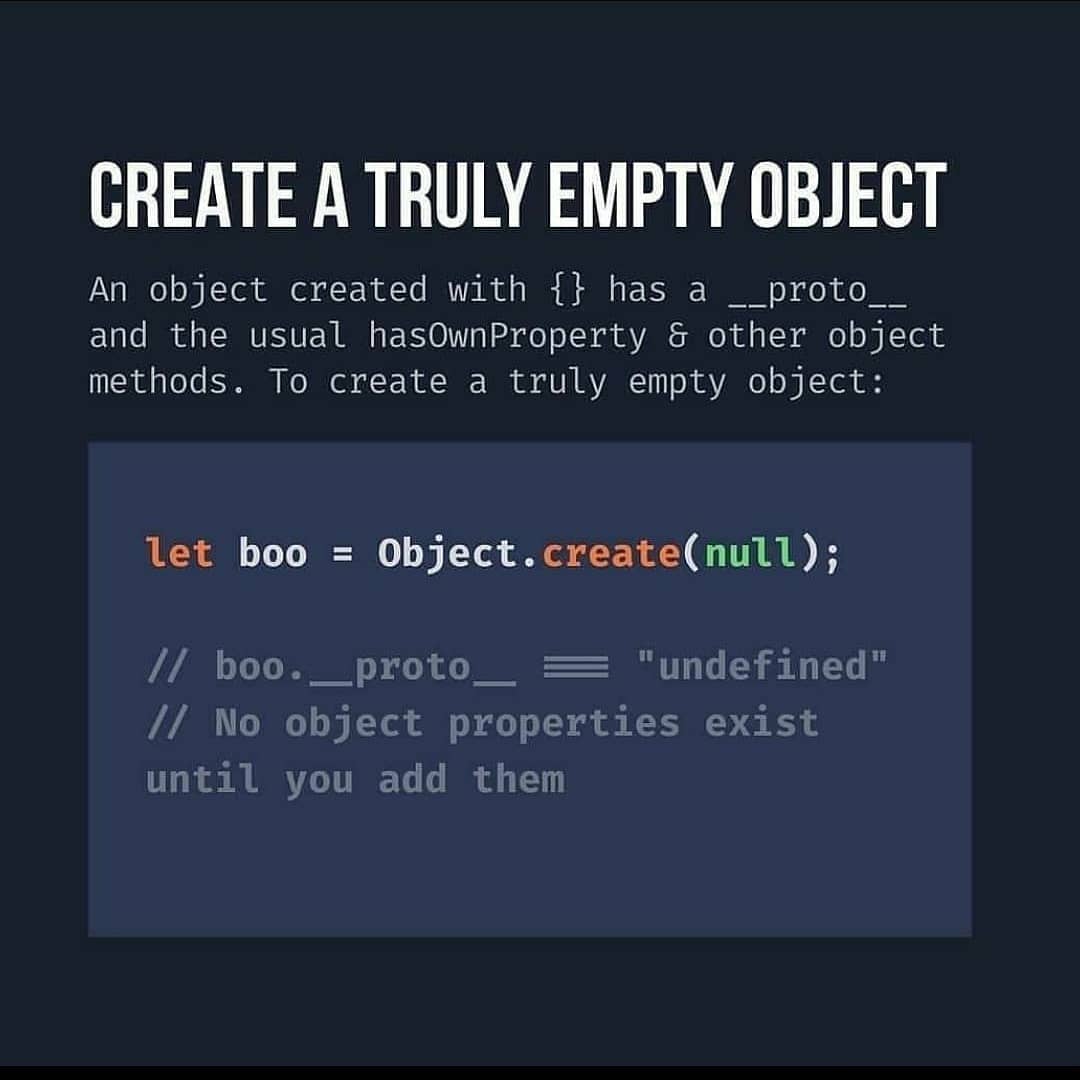 CREATE A TRULY EMPTY OBJECT
An object created with {} has a __proto__
and the usual hasOwnProperty & other object
methods. To create a truly empty object:
let boo = Object.create(null);
// boo.__proto__ === "undefined"
// No object properties exist
until you add them